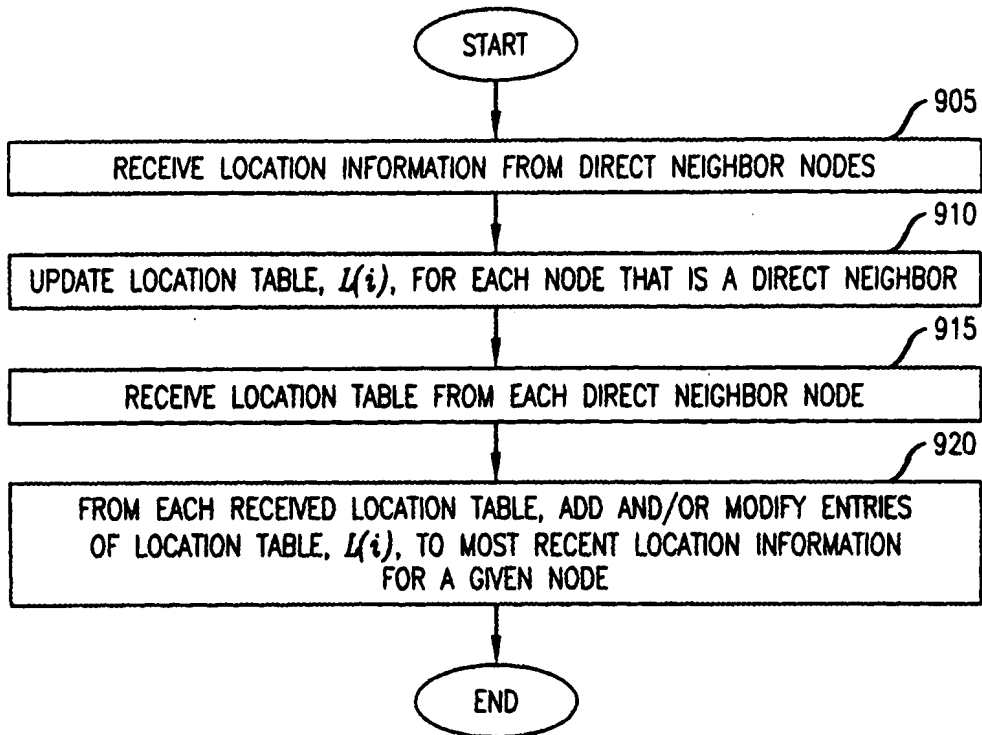 START
905
RECEIVE LOCATION INFORMATION FROM DIRECT NEIGHBOR NODES
910
UPDATE LOCATION TABLE, L(i), FOR EACH NODE THAT IS A DIRECT NEIGHBOR
915
RECEIVE LOCATION TABLE FROM EACH DIRECT NEIGHBOR NODE
920
FROM EACH RECEIVED LOCATION TABLE, ADD AND/OR MODIFY ENTRIES
OF LOCATION TABLE, L(i), TO MOST RECENT LOCATION INFORMATION
FOR A GIVEN NODE
END